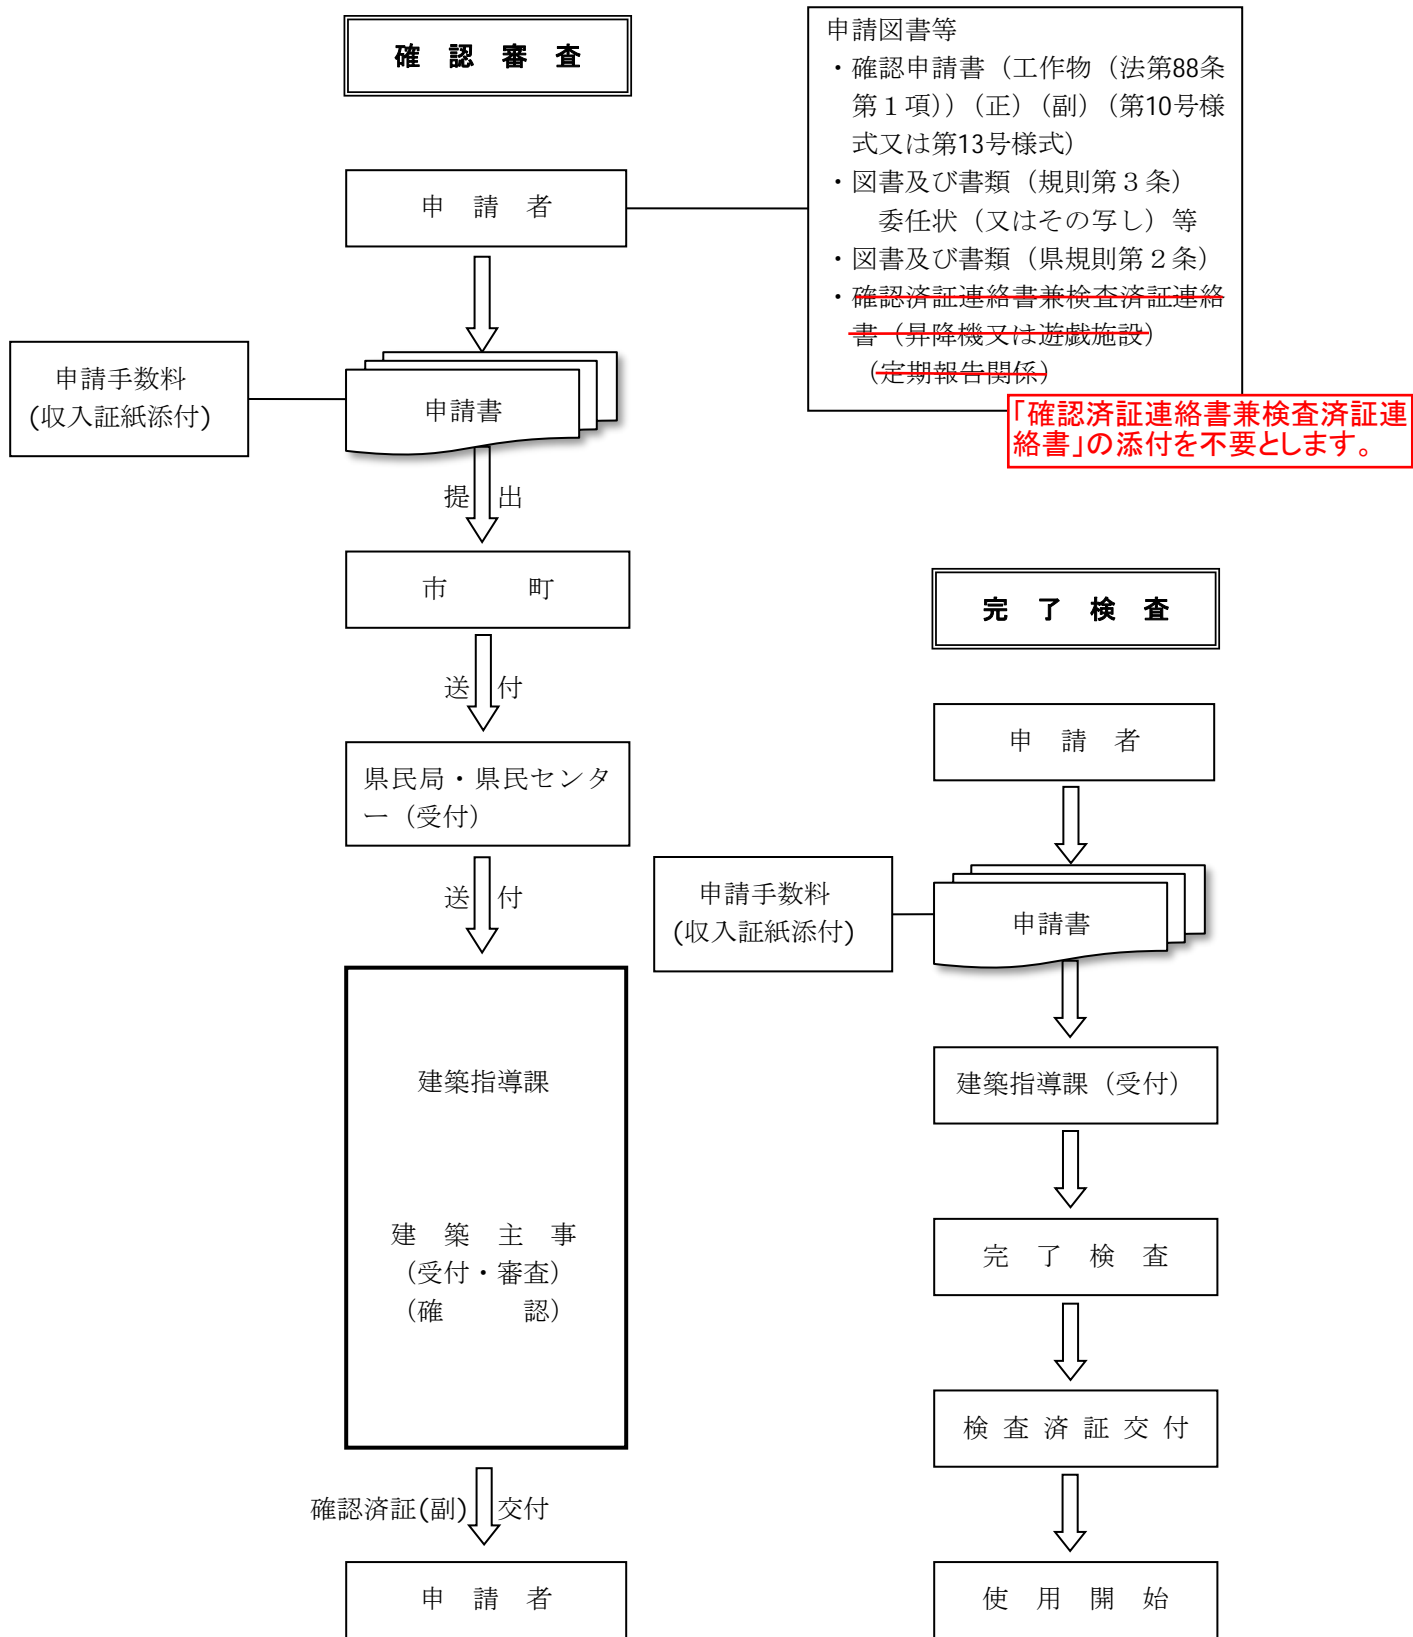 確認審査
申請図書等
・確認申請書（工作物（法第88条
第１項））（正）（副）（第10号様
式又は第13号様式）
・図書及び書類（規則第３条）
委任状（又はその写し）等
・図書及び書類（県規則第２条）
・確認済証連絡書兼検査済証連絡
書（昇降機又は遊戯施設）
（定期報告関係）
「確認済証連絡書兼検査済証連
絡書」の添付を不要とします。
申　請　者
申請手数料
(収入証紙添付)
申請書
提　出
市　　　町
送　付
県民局・県民センタ
ー（受付）
送　付
建築指導課
建　築　主　事
（受付・審査）
（確　　　認）
確認済証(副)　交付
申　請　者
完　了　検　査
申　請　者
申請手数料
(収入証紙添付)
申請書
建築指導課（受付）
完　了　検　査
検 査 済 証 交 付
使　用　開　始